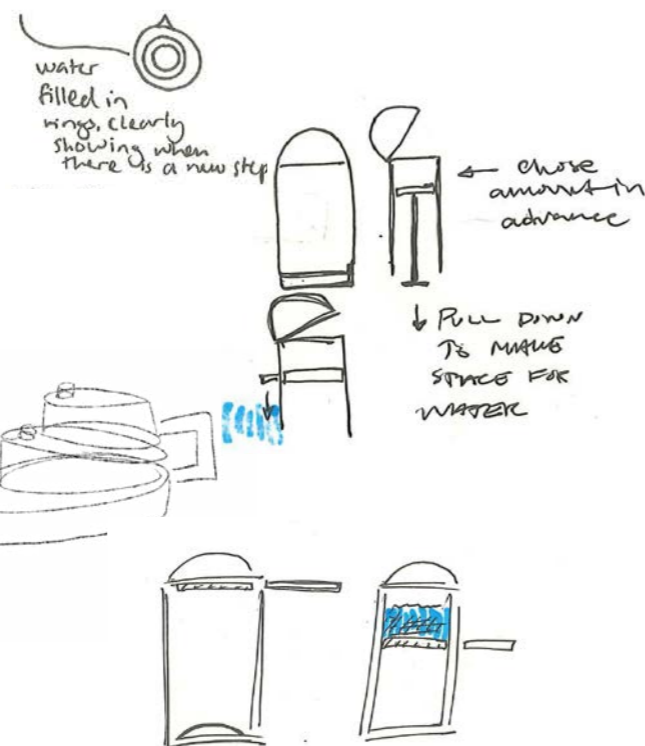 water
filled in
rings, clearly
showing when
there is a new step
chose
amount in
advance
PULL DOWN
TO MAKE
SPACE FOR
WATER